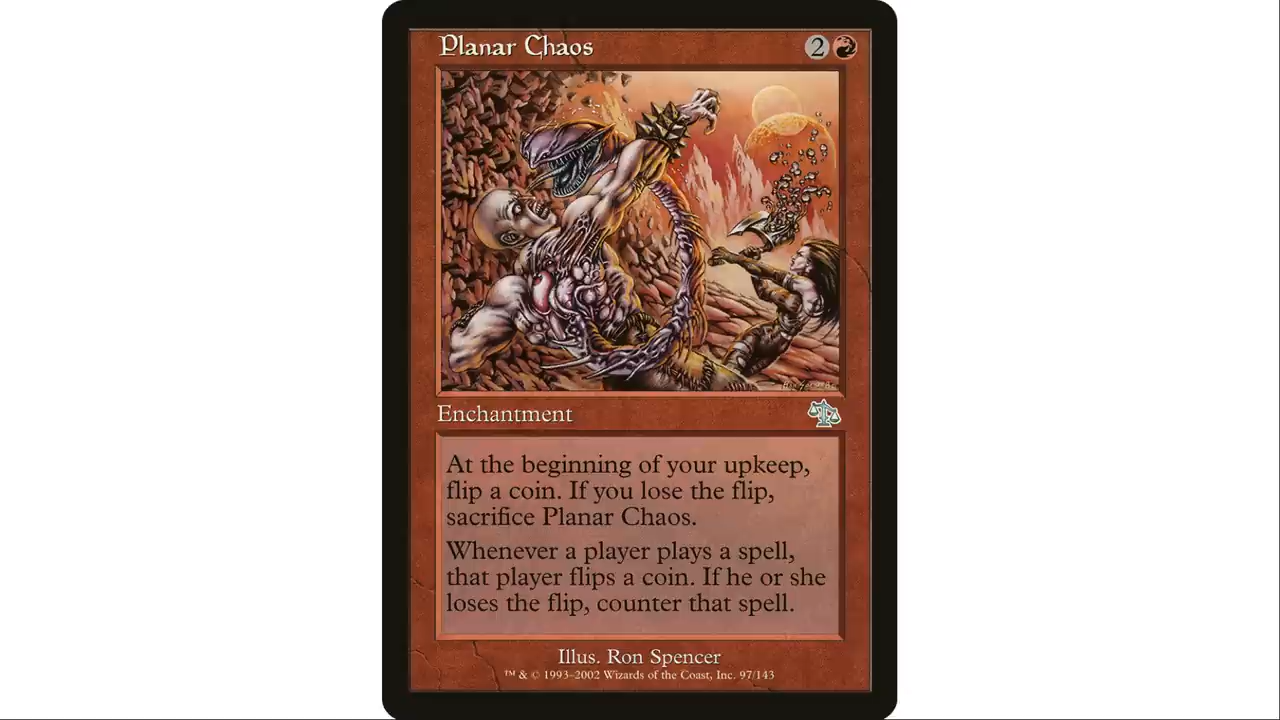 Planar Chaos 2
Enchantment
At the beginning of your upkeep,
flip a coin. If you lose the flip,
sacrifice Planar Chaos.
Whenever a player plays a spell,
that player flips a coin. If he or she
loses the flip, counter that spell.
Illus. Ron Spencer
™ & © 1993–2002 Wizards of the Coast, Inc. 97/143